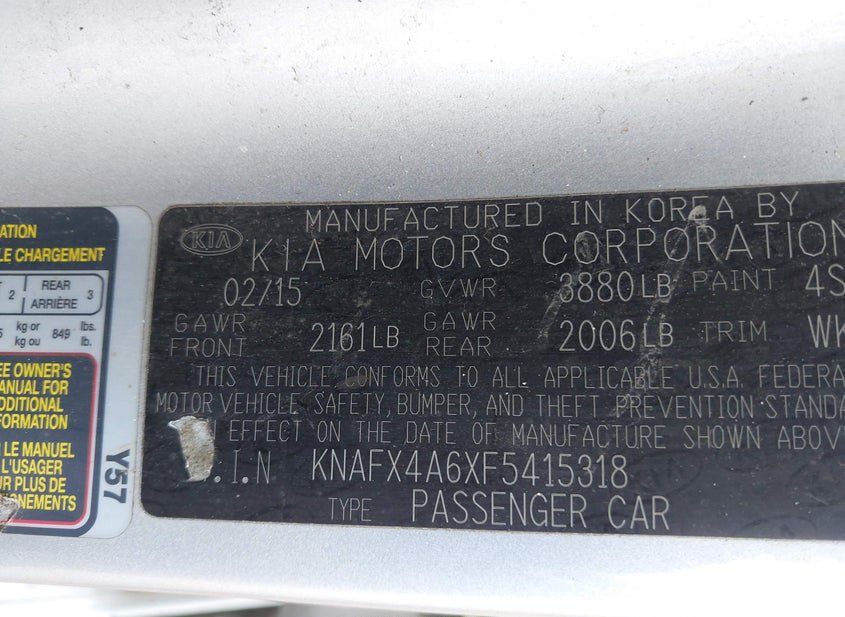 ATION
LE CHARGEMENT
2 REAR ARRIÈRE 3
kg or kg ou 849 lbs. lb.
EE OWNER'S
MANUAL FOR
ADDITIONAL
FORMATION
LE MANUEL
L'USAGER
UR PLUS DE
GNEMENTS
Y57
MANUFACTURED IN KOREA BY
KIA KIA MOTORS CORPORATION
02/15 GVWR 3880LB PAINT 4S
GAWR FRONT 2161LB GAWR REAR 2006LB TRIM WK
THIS VEHICLE CONFORMS TO ALL APPLICABLE U.S.A. FEDERA
MOTOR VEHICLE SAFETY, BUMPER, AND THEFT PREVENTION STANDA
EFFECT ON THE DATE OF MANUFACTURE SHOWN ABOV
.I.N KNAFX4A6XF5415318
TYPE PASSENGER CAR